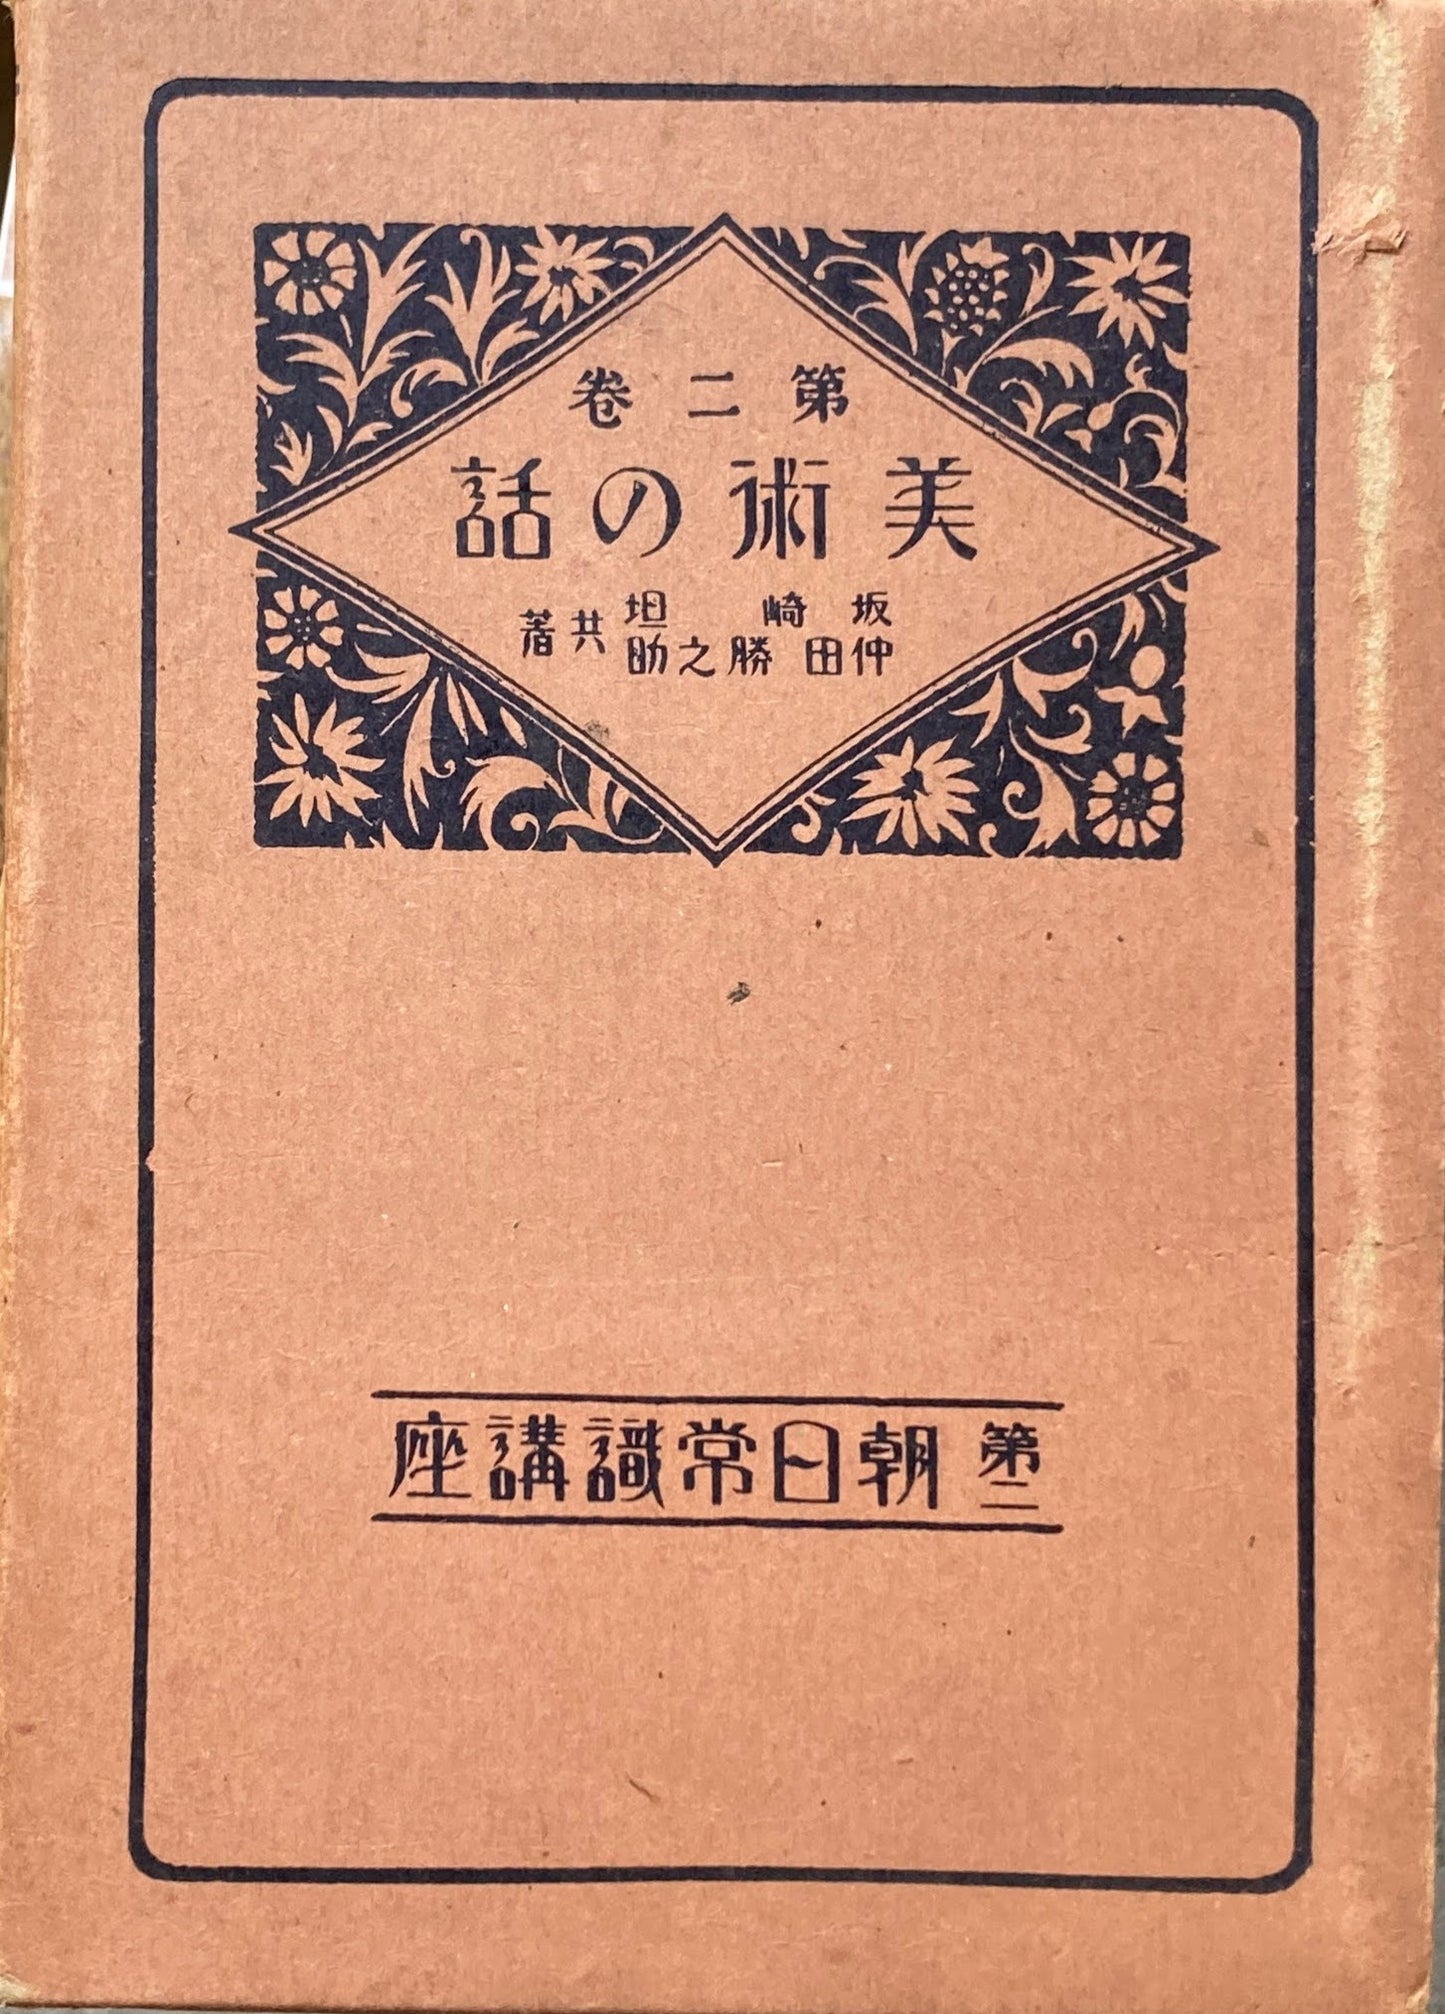 第二卷
美術の話
坂崎坦
仲田勝之助
共著
第二朝日常識講座